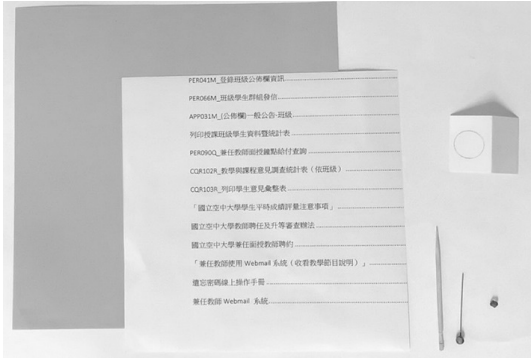 PER041M_登錄班級公佈欄資訊
PER066M_班級學生群組發信
APP031M_(公佈欄)一般公告-班級
列印授課班級學生資料暨統計表
PER090Q_兼任教師面授鐘點給付查詢
CQR102R_教學與課程意見調查統計表（依班級）
CQR103R_列印學生意見彙整表
「國立空中大學學生平時成績評量注意事項」
國立空中大學教師聘任及升等審查辦法
國立空中大學兼任面授教師聘約
「兼任教師使用 Webmail 系統（收看教學節目說明）」
遺忘密碼線上操作手冊
兼任教師 Webmail 系統